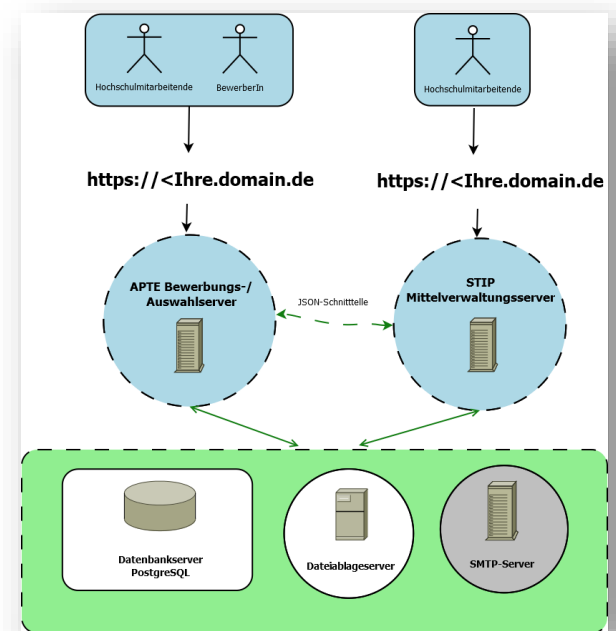 Hochschulmitarbeitende
BewerberIn
Hochschulmitarbeitende
https://<Ihre.domain.de
https://<Ihre.domain.de
APTE Bewerbungs-/
Auswahlserver
JSON-Schnitttelle
STIP
Mittelverwaltungsserver
Datenbankserver
PostgreSQL
Dateiablageserver
SMTP-Server